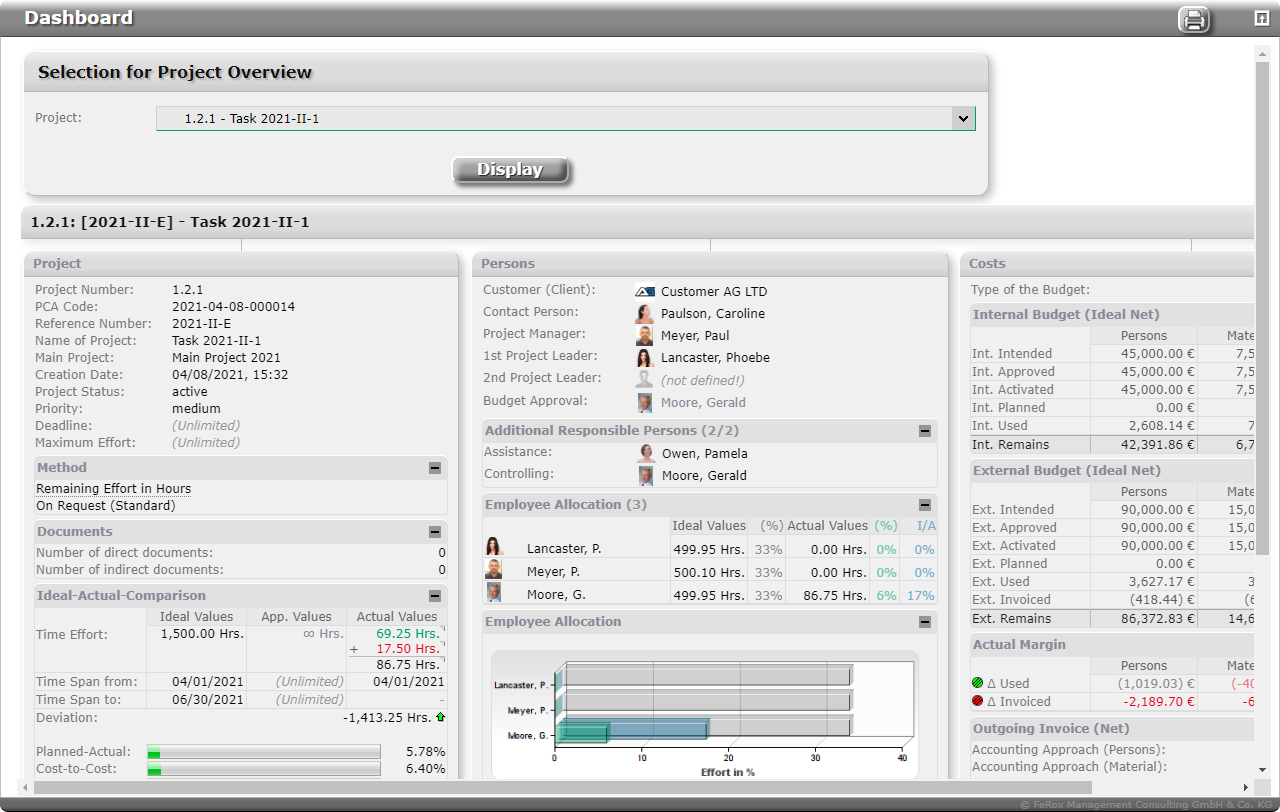 Dashboard
Selection for Project Overview
Project: 1.2.1 - Task 2021-II-1
Display
1.2.1: [2021-II-E] - Task 2021-II-1
Project
Project Number: 1.2.1
PCA Code: 2021-04-08-000014
Reference Number: 2021-II-E
Name of Project: Task 2021-II-1
Main Project: Main Project 2021
Creation Date: 04/08/2021, 15:32
Project Status: active
Priority: medium
Deadline: (Unlimited)
Maximum Effort: (Unlimited)
Method
Remaining Effort in Hours
On Request (Standard)
Documents
Number of direct documents: 0
Number of indirect documents: 0
Ideal-Actual-Comparison
Ideal Values App. Values Actual Values
Time Effort: 1,500.00 Hrs. ∞ Hrs. 69.25 Hrs.
+ 17.50 Hrs.
86.75 Hrs.
Time Span from: 04/01/2021 (Unlimited) 04/01/2021
Time Span to: 06/30/2021 (Unlimited) -
Deviation: -1,413.25 Hrs.
Planned-Actual: 5.78%
Cost-to-Cost: 6.40%
Persons
Customer (Client): Customer AG LTD
Contact Person: Paulson, Caroline
Project Manager: Meyer, Paul
1st Project Leader: Lancaster, Phoebe
2nd Project Leader: (not defined!)
Budget Approval: Moore, Gerald
Additional Responsible Persons (2/2)
Assistance: Owen, Pamela
Controlling: Moore, Gerald
Employee Allocation (3)
Ideal Values (%) Actual Values (%) I/A
Lancaster, P. 499.95 Hrs. 33% 0.00 Hrs. 0% 0%
Meyer, P. 500.10 Hrs. 33% 0.00 Hrs. 0% 0%
Moore, G. 499.95 Hrs. 33% 86.75 Hrs. 6% 17%
Employee Allocation
Lancaster, P.
Meyer, P.
Moore, G.
0 10 20 30 40
Effort in %
Costs
Type of the Budget:
Internal Budget (Ideal Net)
Persons Mate
Int. Intended 45,000.00 € 7,5
Int. Approved 45,000.00 € 7,5
Int. Activated 45,000.00 € 7,5
Int. Planned 0.00 €
Int. Used 2,608.14 € 7
Int. Remains 42,391.86 € 6,7
External Budget (Ideal Net)
Persons Mate
Ext. Intended 90,000.00 € 15,0
Ext. Approved 90,000.00 € 15,0
Ext. Activated 90,000.00 € 15,0
Ext. Planned 0.00 €
Ext. Used 3,627.17 € 3
Ext. Invoiced (418.44) € (6
Ext. Remains 86,372.83 € 14,6
Actual Margin
Persons Mate
Δ Used (1,019.03) € (-40
Δ Invoiced -2,189.70 € -6
Outgoing Invoice (Net)
Accounting Approach (Persons):
Accounting Approach (Material):
© FeRox Management Consulting GmbH & Co. KG